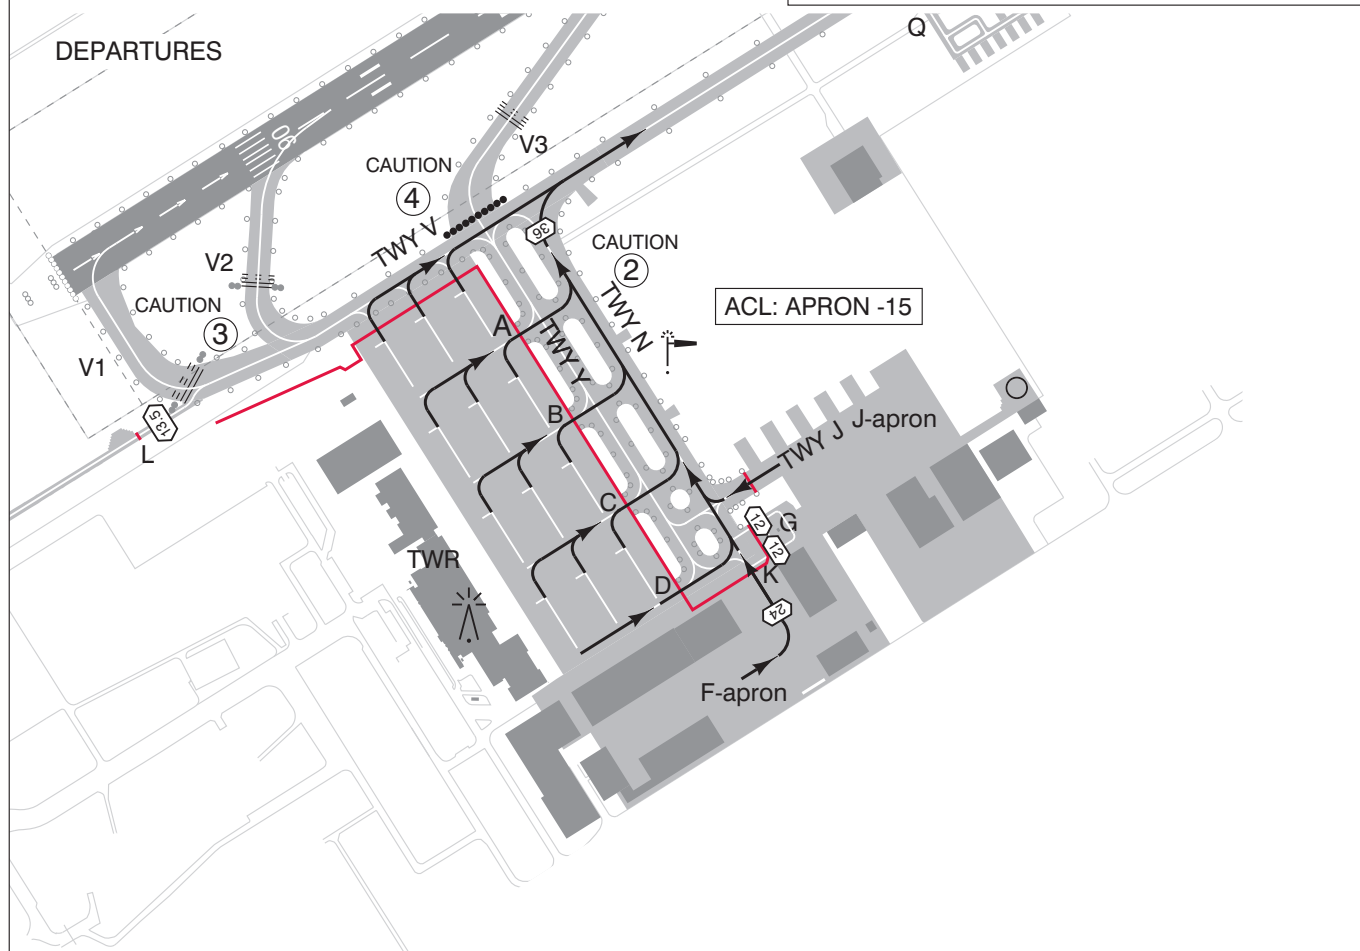 DEPARTURES
Q
06
V3
CAUTION
4
TWY V
36
CAUTION
2
V2
CAUTION
3
TWY N
ACL: APRON -15
A
TWY Y
V1
B
13.5
L
TWY J
J-apron
C
12
G
TWR
12
D
K
24
F-apron